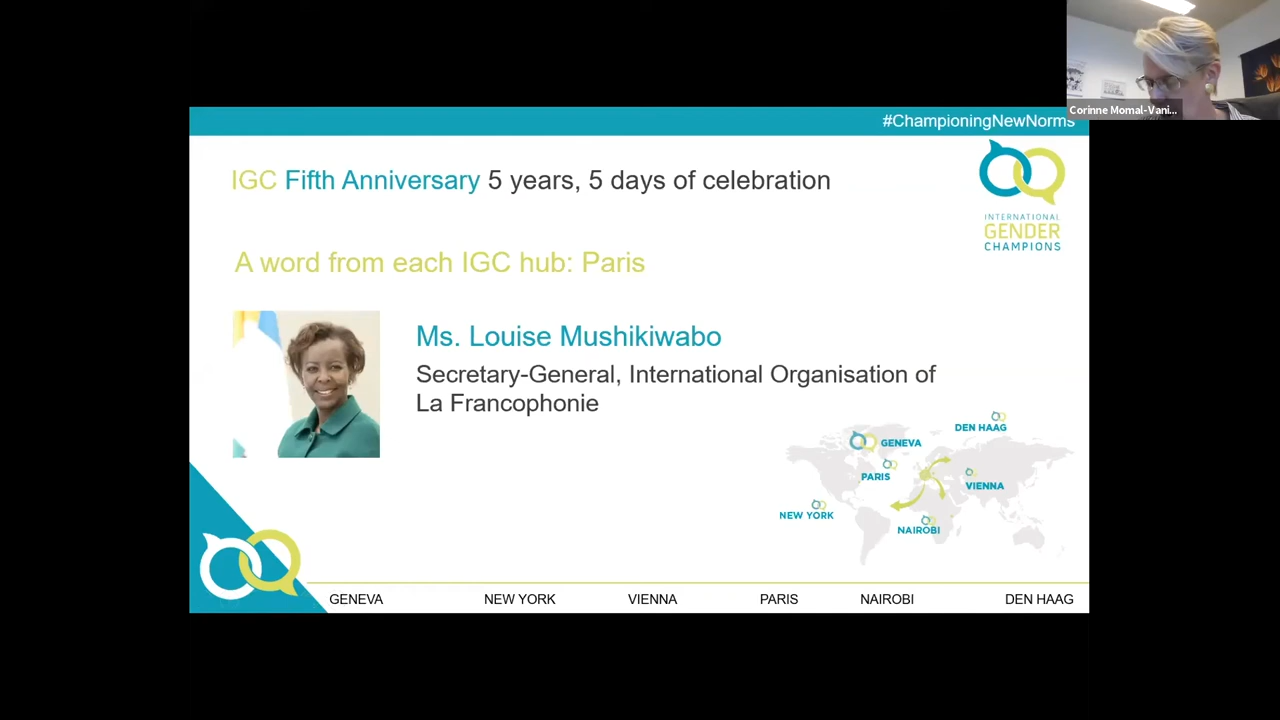 Corinne Momal-Vani...
#ChampioningNewNorms
IGC Fifth Anniversary 5 years, 5 days of celebration
INTERNATIONAL
GENDER
CHAMPIONS
A word from each IGC hub: Paris
Ms. Louise Mushikiwabo
Secretary-General, International Organisation of
La Francophonie
DEN HAAG
GENEVA
PARIS
VIENNA
NEW YORK
NAIROBI
GENEVA
NEW YORK
VIENNA
PARIS
NAIROBI
DEN HAAG